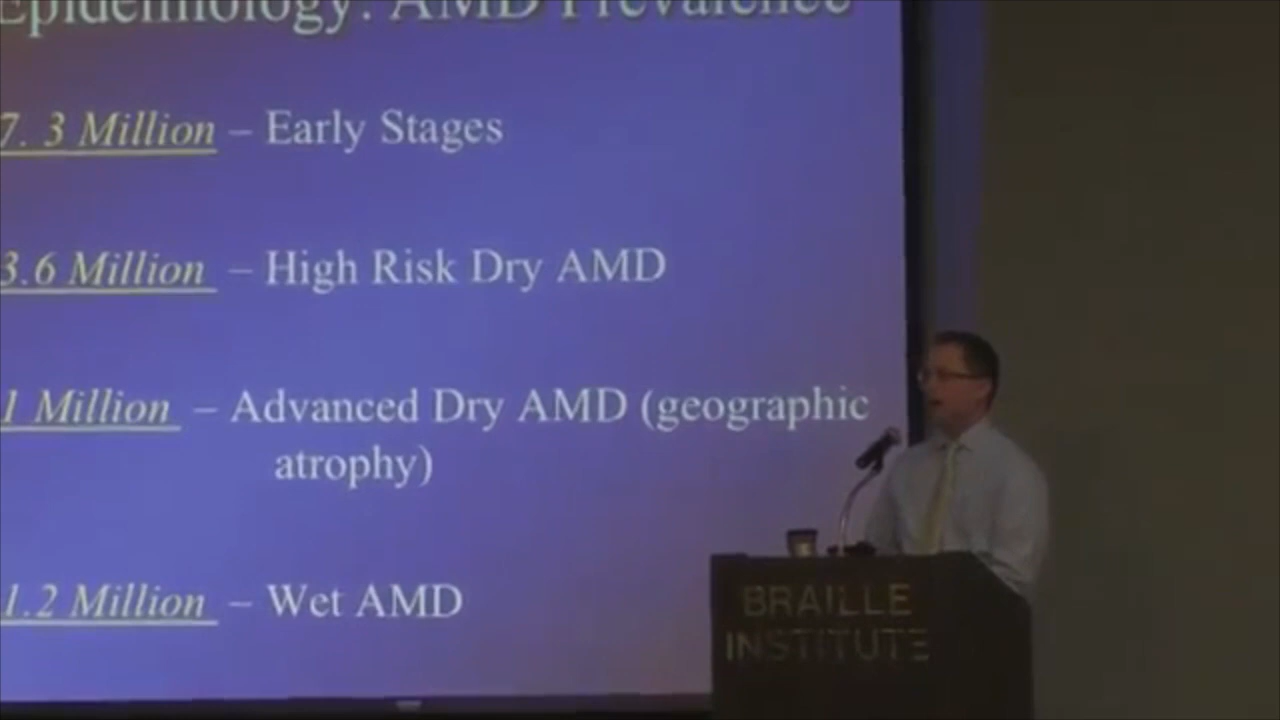 Epidemiology: AMD Prevalence
7. 3 Million – Early Stages
3.6 Million – High Risk Dry AMD
1 Million – Advanced Dry AMD (geographic
atrophy)
1.2 Million – Wet AMD
BRAILLE
INSTITUTE